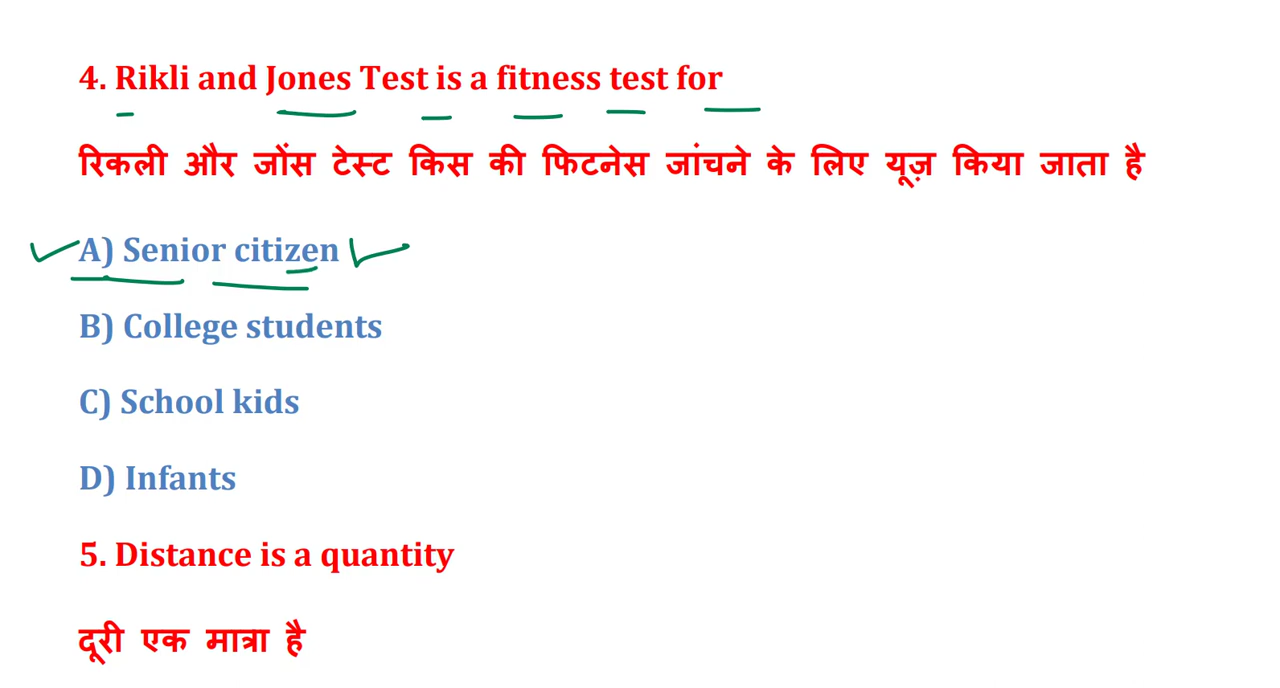 4. Rikli and Jones Test is a fitness test for
रिकली और जोंस टेस्ट किस की फिटनेस जांचने के लिए यूज़ किया जाता है
A) Senior citizen
B) College students
C) School kids
D) Infants
5. Distance is a quantity
दूरी एक मात्रा है